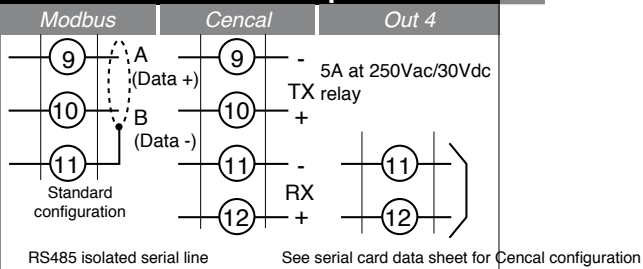 Modbus Cencal Out 4
9 A (Data +)
10 B (Data -)
11
Standard configuration
9 -
TX
10 +
11 -
RX
12 +
5A at 250Vac/30Vdc
relay
11
12
RS485 isolated serial line
See serial card data sheet for Cencal configuration